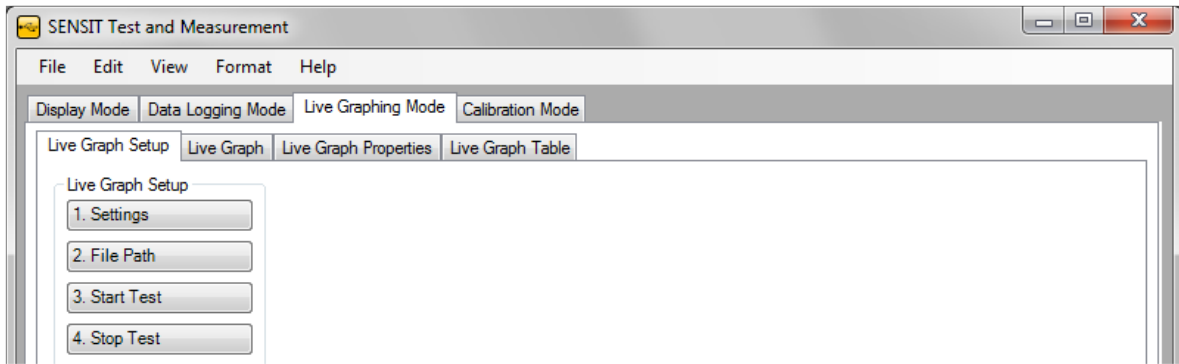 SENSIT Test and Measurement
File Edit View Format Help
Display Mode Data Logging Mode Live Graphing Mode Calibration Mode
Live Graph Setup Live Graph Live Graph Properties Live Graph Table
Live Graph Setup
1. Settings
2. File Path
3. Start Test
4. Stop Test